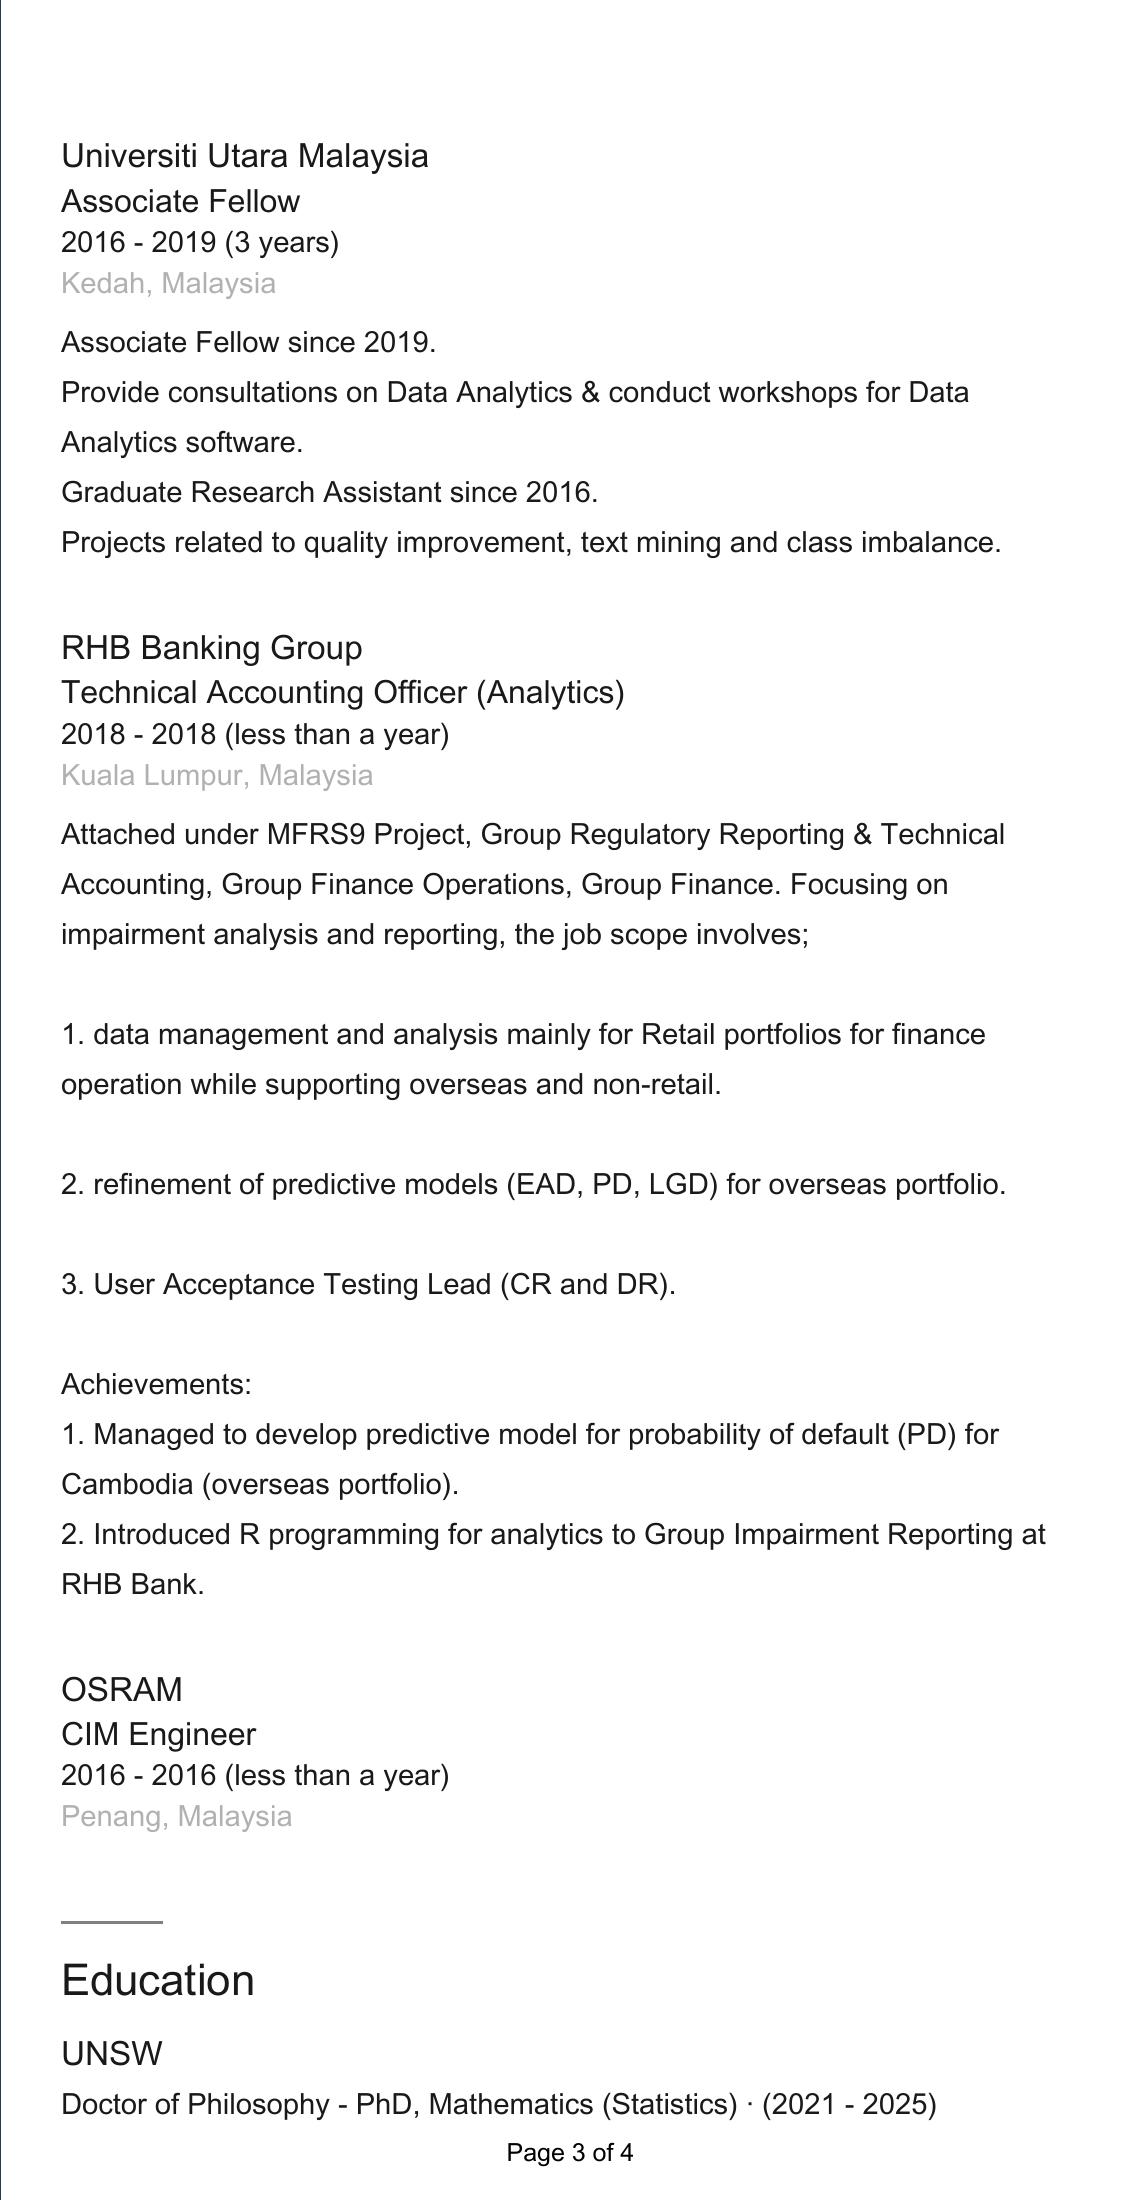 Universiti Utara Malaysia
Associate Fellow
2016 - 2019 (3 years)
Kedah, Malaysia
Associate Fellow since 2019.
Provide consultations on Data Analytics & conduct workshops for Data
Analytics software.
Graduate Research Assistant since 2016.
Projects related to quality improvement, text mining and class imbalance.
RHB Banking Group
Technical Accounting Officer (Analytics)
2018 - 2018 (less than a year)
Kuala Lumpur, Malaysia
Attached under MFRS9 Project, Group Regulatory Reporting & Technical
Accounting, Group Finance Operations, Group Finance. Focusing on
impairment analysis and reporting, the job scope involves;
1. data management and analysis mainly for Retail portfolios for finance
operation while supporting overseas and non-retail.
2. refinement of predictive models (EAD, PD, LGD) for overseas portfolio.
3. User Acceptance Testing Lead (CR and DR).
Achievements:
1. Managed to develop predictive model for probability of default (PD) for
Cambodia (overseas portfolio).
2. Introduced R programming for analytics to Group Impairment Reporting at
RHB Bank.
OSRAM
CIM Engineer
2016 - 2016 (less than a year)
Penang, Malaysia
Education
UNSW
Doctor of Philosophy - PhD, Mathematics (Statistics) · (2021 - 2025)
Page 3 of 4